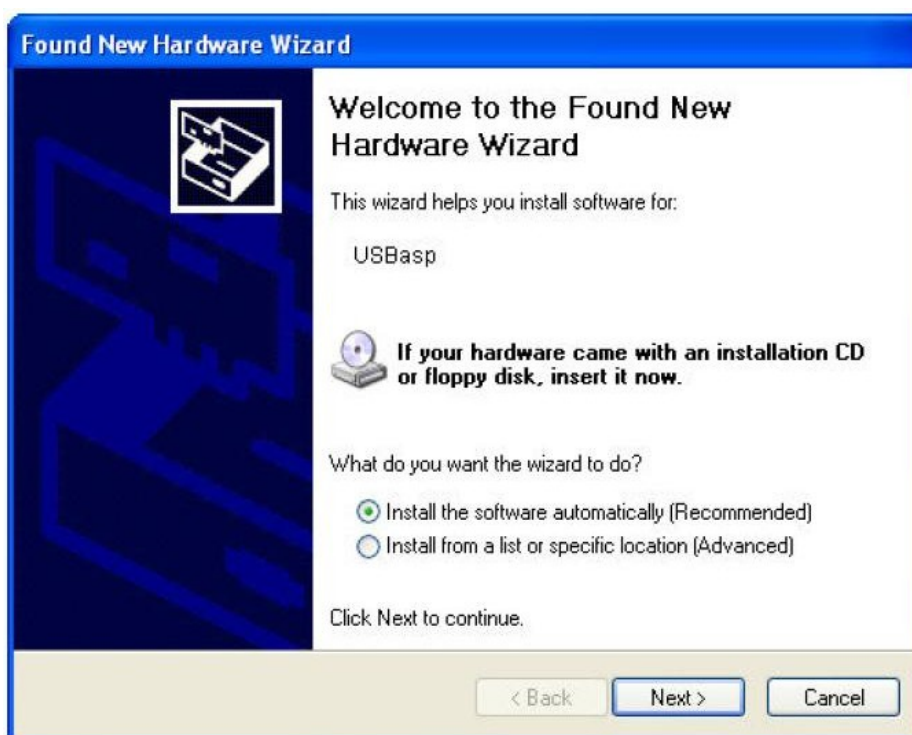 Found New Hardware Wizard
Welcome to the Found New
Hardware Wizard
This wizard helps you install software for:
USBasp
If your hardware came with an installation CD
or floppy disk, insert it now.
What do you want the wizard to do?
Install the software automatically (Recommended)
Install from a list or specific location (Advanced)
Click Next to continue.
< Back Next > Cancel